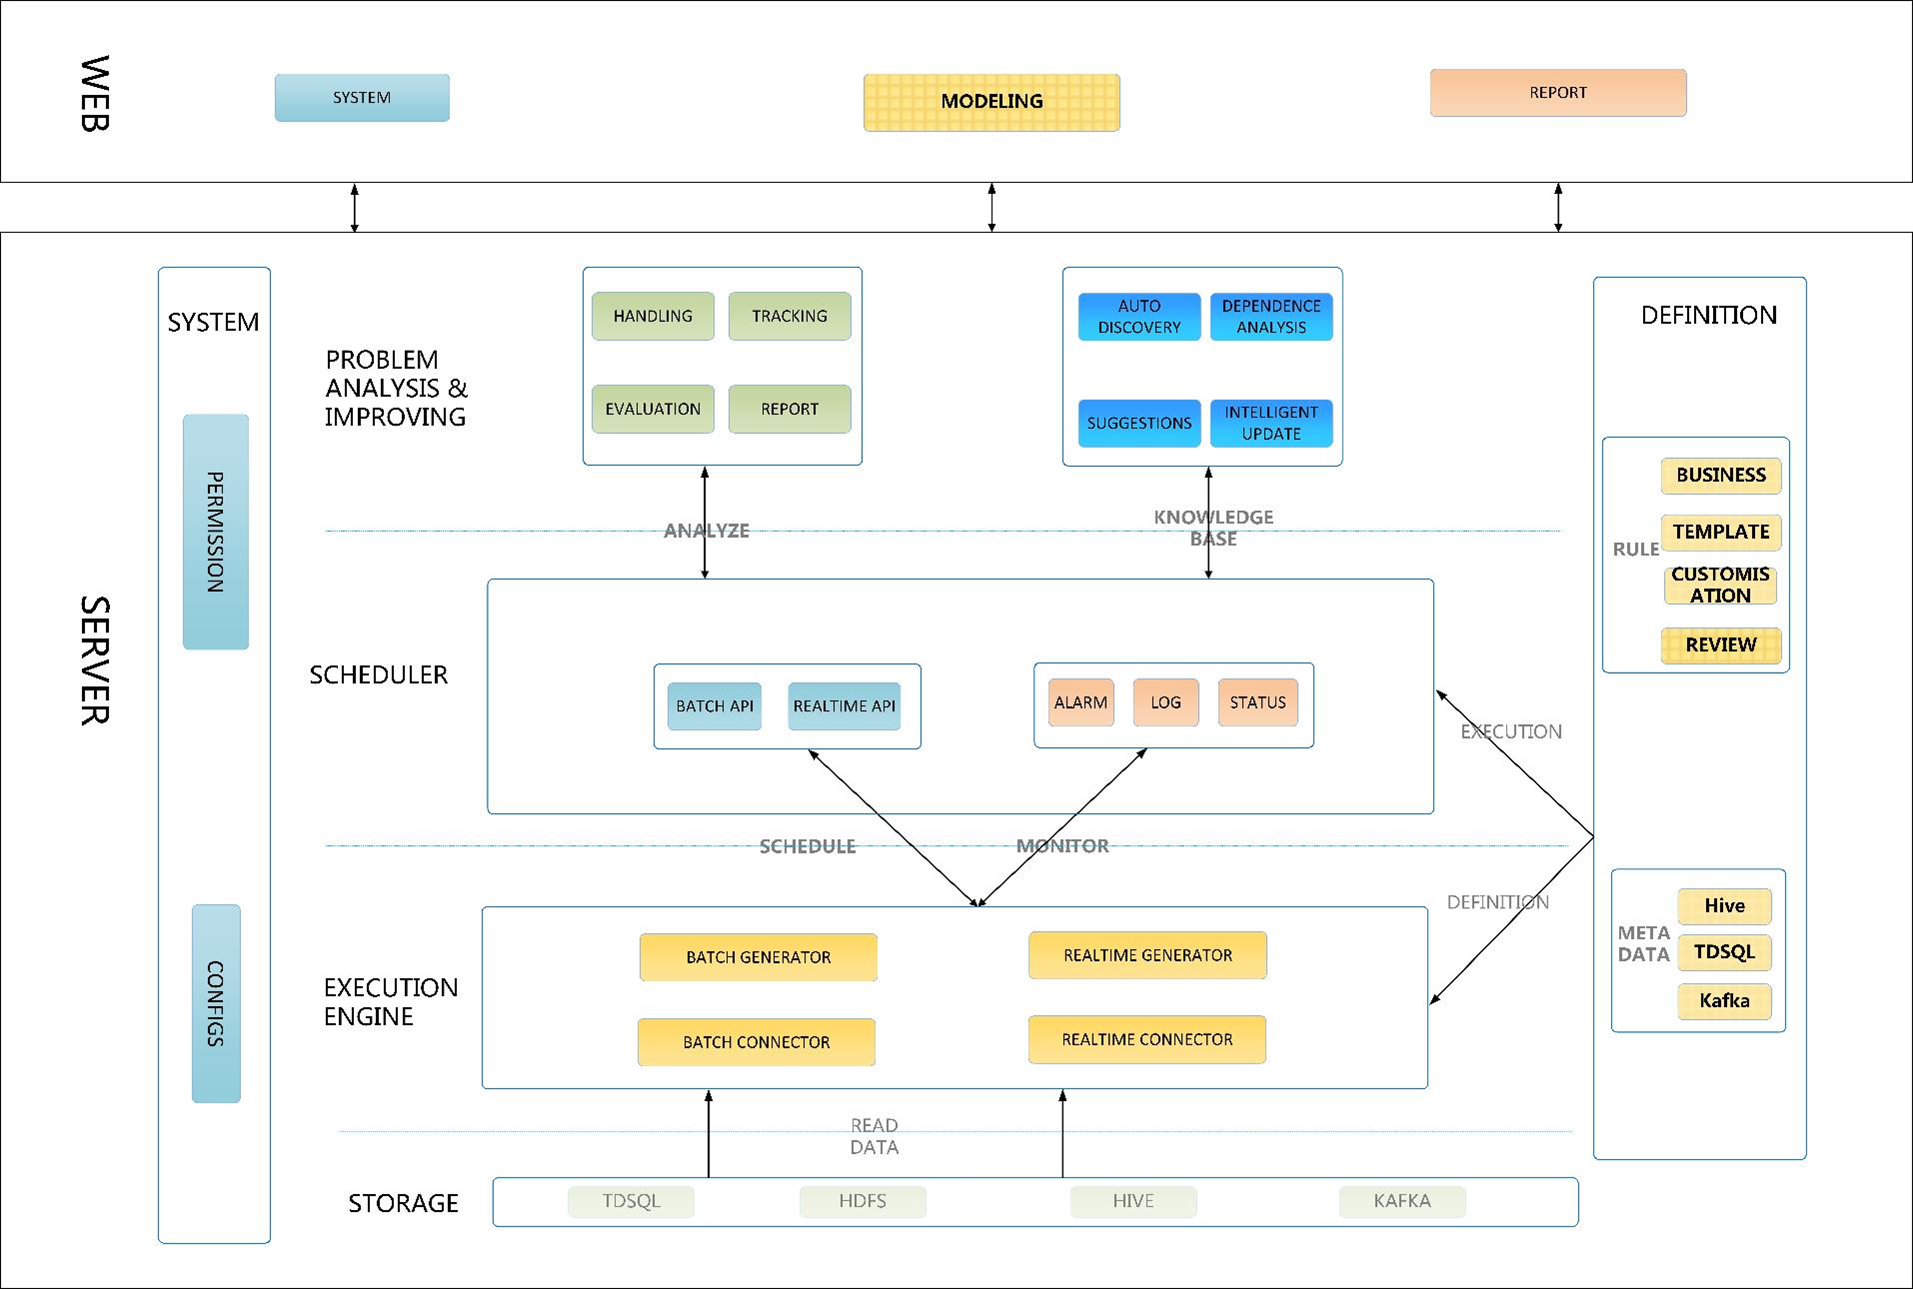 WEB
SYSTEM
MODELING
REPORT
SERVER
SYSTEM
PERMISSION
CONFIGS
PROBLEM
ANALYSIS &
IMPROVING
HANDLING
TRACKING
EVALUATION
REPORT
AUTO
DISCOVERY
DEPENDENCE
ANALYSIS
SUGGESTIONS
INTELLIGENT
UPDATE
ANALYZE
KNOWLEDGE
BASE
SCHEDULER
BATCH API
REALTIME API
ALARM
LOG
STATUS
SCHEDULE
MONITOR
EXECUTION
ENGINE
BATCH GENERATOR
REALTIME GENERATOR
BATCH CONNECTOR
REALTIME CONNECTOR
READ
DATA
STORAGE
TDSQL
HDFS
HIVE
KAFKA
EXECUTION
DEFINITION
DEFINITION
RULE
BUSINESS
TEMPLATE
CUSTOMIS
ATION
REVIEW
META
DATA
Hive
TDSQL
Kafka